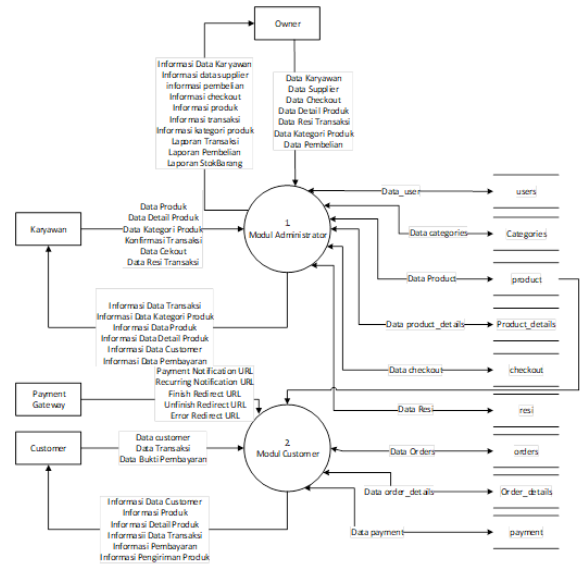 Owner
Informasi Data Karyawan
Informasi data supplier
informasi pembelian
Informasi checkout
Informasi produk
Informasi transaksi
Informasi kategori produk
Laporan Transaksi
Laporan Pembelian
Laporan StokBarang
Data Karyawan
Data Supplier
Data Checkout
Data Detail Produk
Data Resi Transaksi
Data Kategori Produk
Data Pembelian
Data_user
users
Data categories
Categories
Karyawan
Data Produk
Data Detail Produk
Data Kategori Produk
Konfirmasi Transaksi
Data Cekout
Data Resi Transaksi
1.
Modul Administrator
Data Product
product
Data product_details
Product_details
Informasi Data Transaksi
Informasi Data Kategori Produk
Informasi Data Produk
Informasi Data Detail Produk
Informasi Data Customer
Informasi Data Pembayaran
Data checkout
checkout
Payment
Gateway
Payment Notification URL
Recurring Notification URL
Finish Redirect URL
Unfinish Redirect URL
Error Redirect URL
Data Resi
resi
Customer
Data customer
Data Transaksi
Data Bukti Pembayaran
2.
Modul Customer
Data Orders
orders
Data order_details
Order_details
Informasi Data Customer
Informasi Produk
Informasi Detail Produk
Informasii Data Transaksi
Informasi Pembayaran
Informasi Pengiriman Produk
Data payment
payment